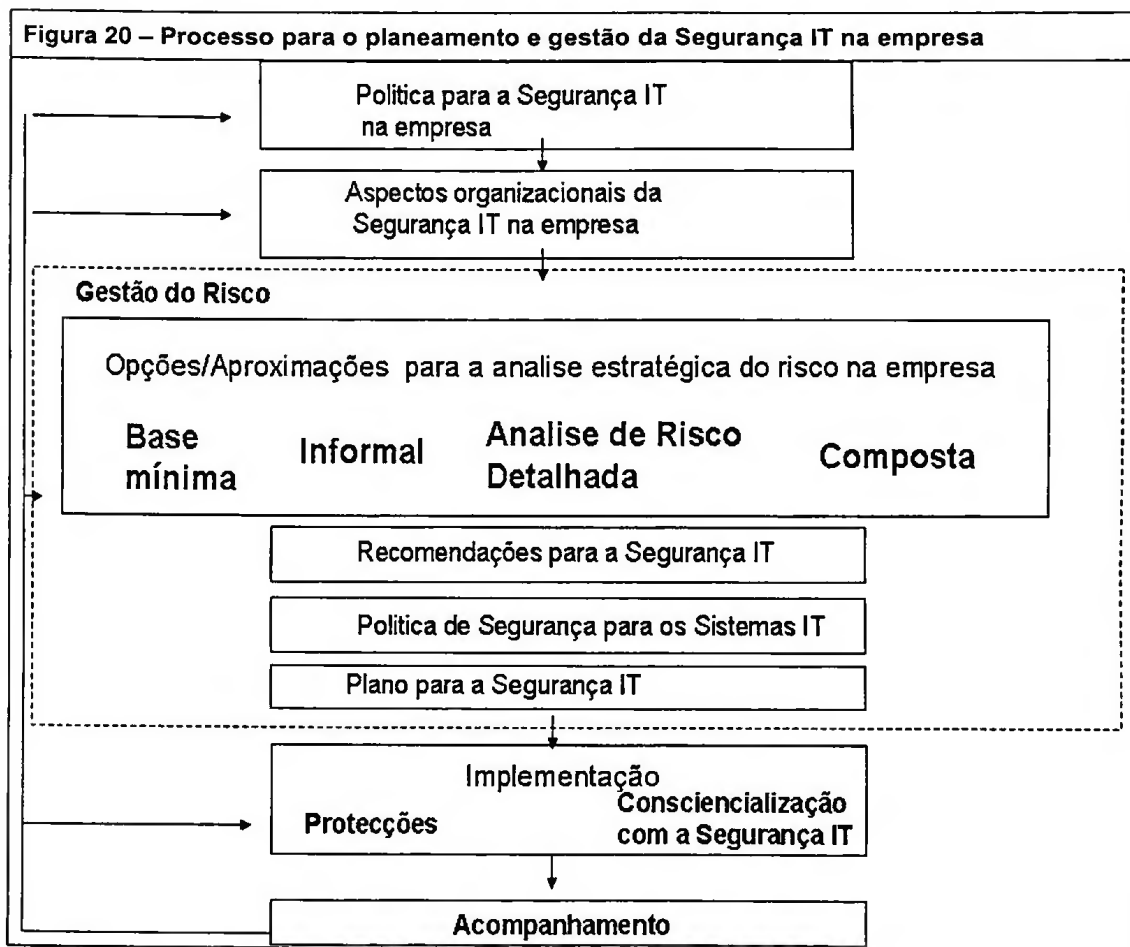 Figura 20 – Processo para o planeamento e gestão da Segurança IT na empresa
Politica para a Segurança IT
na empresa
Aspectos organizacionais da
Segurança IT na empresa
Gestão do Risco
Opções/Aproximações para a analise estratégica do risco na empresa
Base
mínima
Informal
Analise de Risco
Detalhada
Composta
Recomendações para a Segurança IT
Politica de Segurança para os Sistemas IT
Plano para a Segurança IT
Implementação
Protecções
Consciencialização
com a Segurança IT
Acompanhamento